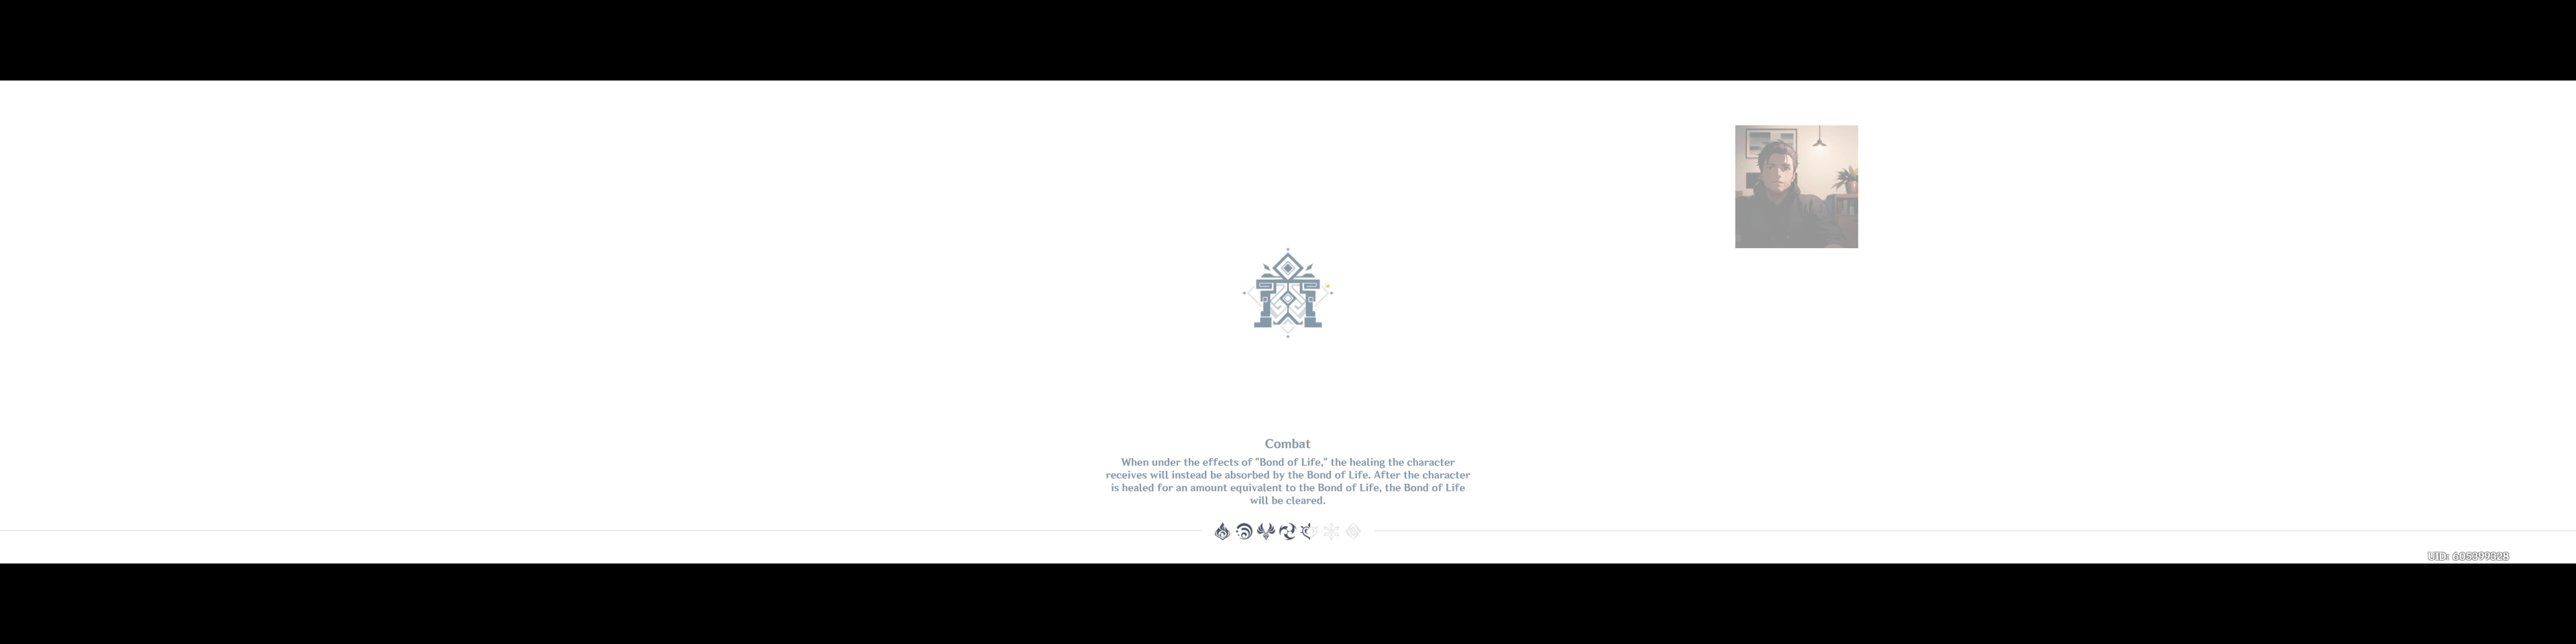 Combat
When under the effects of "Bond of Life," the healing the character
receives will instead be absorbed by the Bond of Life. After the character
is healed for an amount equivalent to the Bond of Life, the Bond of Life
will be cleared.
UID: 605399328